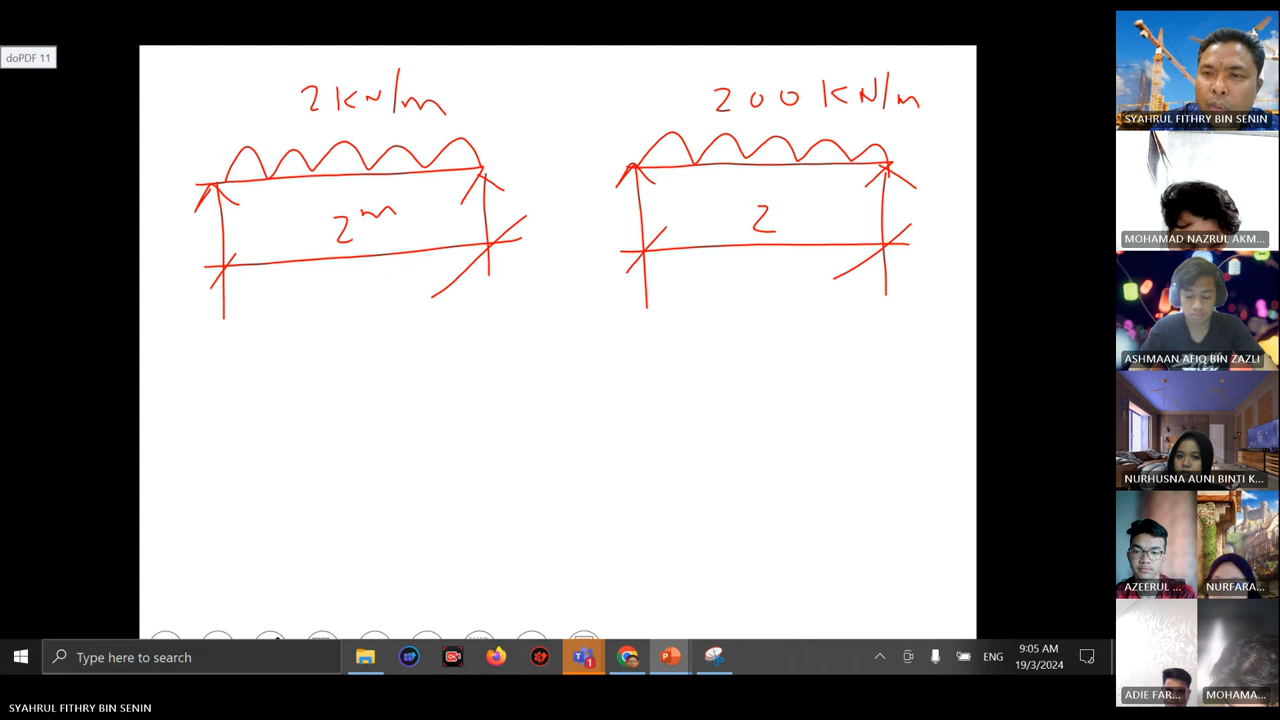 doPDF 11
2 KN/m
200 KN/m
2m
2
SYAHRUL FITHRY BIN SENIN
MOHAMAD NAZRUL AKM...
ASHMAAN AFIQ BIN ZAZLI
NURHUSNA AUNI BINTI K...
AZEERUL ...
NURFARA...
ADIE FAR...
MOHAMA...
Type here to search
1
ENG
9:05 AM
19/3/2024
SYAHRUL FITHRY BIN SENIN